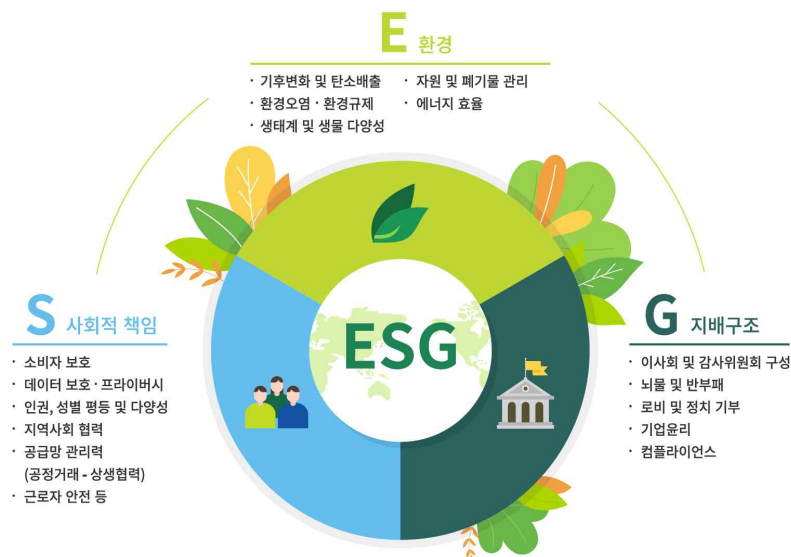 E 환경
· 기후변화 및 탄소배출
· 환경오염 · 환경규제
· 생태계 및 생물 다양성
· 자원 및 폐기물 관리
· 에너지 효율
ESG
S 사회적 책임
· 소비자 보호
· 데이터 보호 · 프라이버시
· 인권, 성별 평등 및 다양성
· 지역사회 협력
· 공급망 관리력
(공정거래 - 상생협력)
· 근로자 안전 등
G 지배구조
· 이사회 및 감사위원회 구성
· 뇌물 및 반부패
· 로비 및 정치 기부
· 기업윤리
· 컴플라이언스